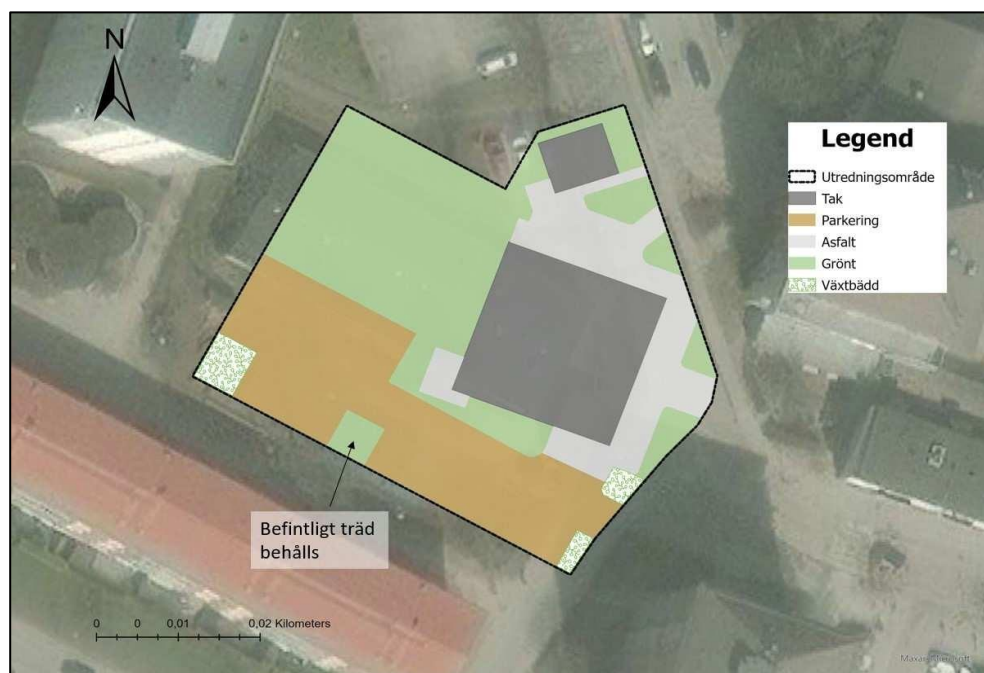 N
Legend
Utredningsområde
Tak
Parkering
Asfalt
Grönt
Växtbädd
Befintligt träd
behålls
0 0 0,01 0,02 Kilometers